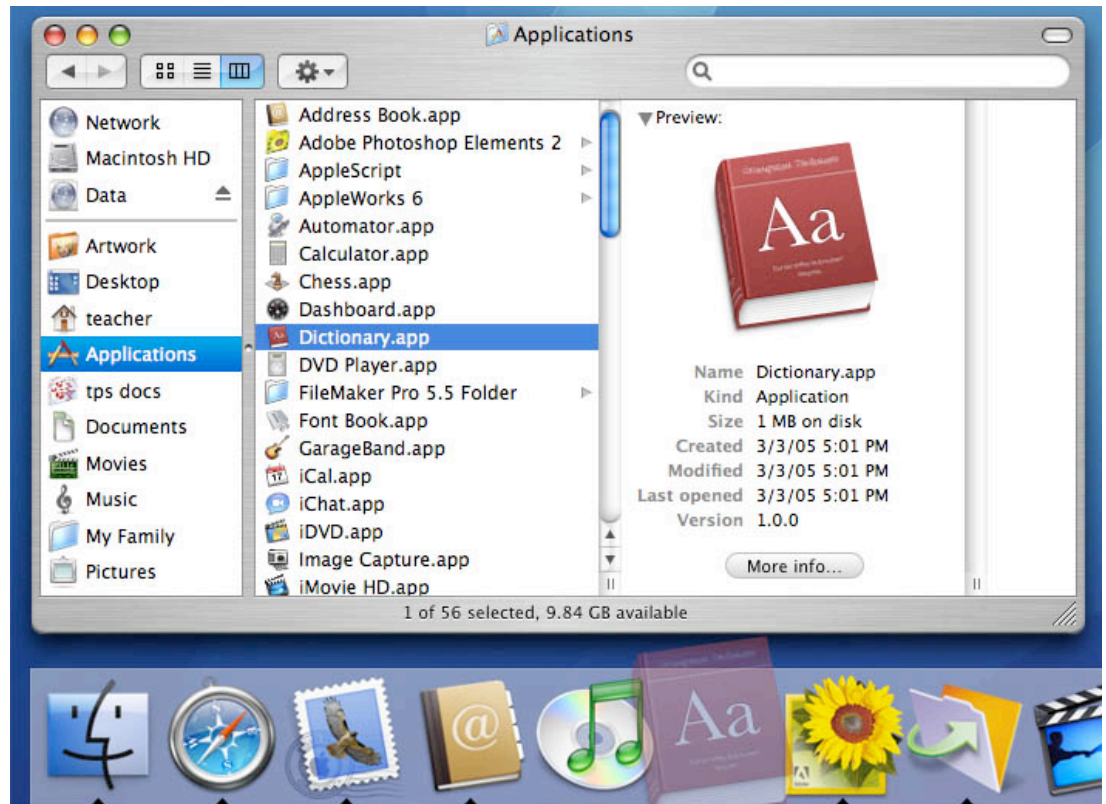 Applications
Network
Macintosh HD
Data
Artwork
Desktop
teacher
Applications
tps docs
Documents
Movies
Music
My Family
Pictures
Address Book.app
Adobe Photoshop Elements 2
AppleScript
AppleWorks 6
Automator.app
Calculator.app
Chess.app
Dashboard.app
Dictionary.app
DVD Player.app
FileMaker Pro 5.5 Folder
Font Book.app
GarageBand.app
iCal.app
iChat.app
iDVD.app
Image Capture.app
iMovie HD.app
Preview:
Aa
Name Dictionary.app
Kind Application
Size 1 MB on disk
Created 3/3/05 5:01 PM
Modified 3/3/05 5:01 PM
Last opened 3/3/05 5:01 PM
Version 1.0.0
More info...
1 of 56 selected, 9.84 GB available
@
Aa